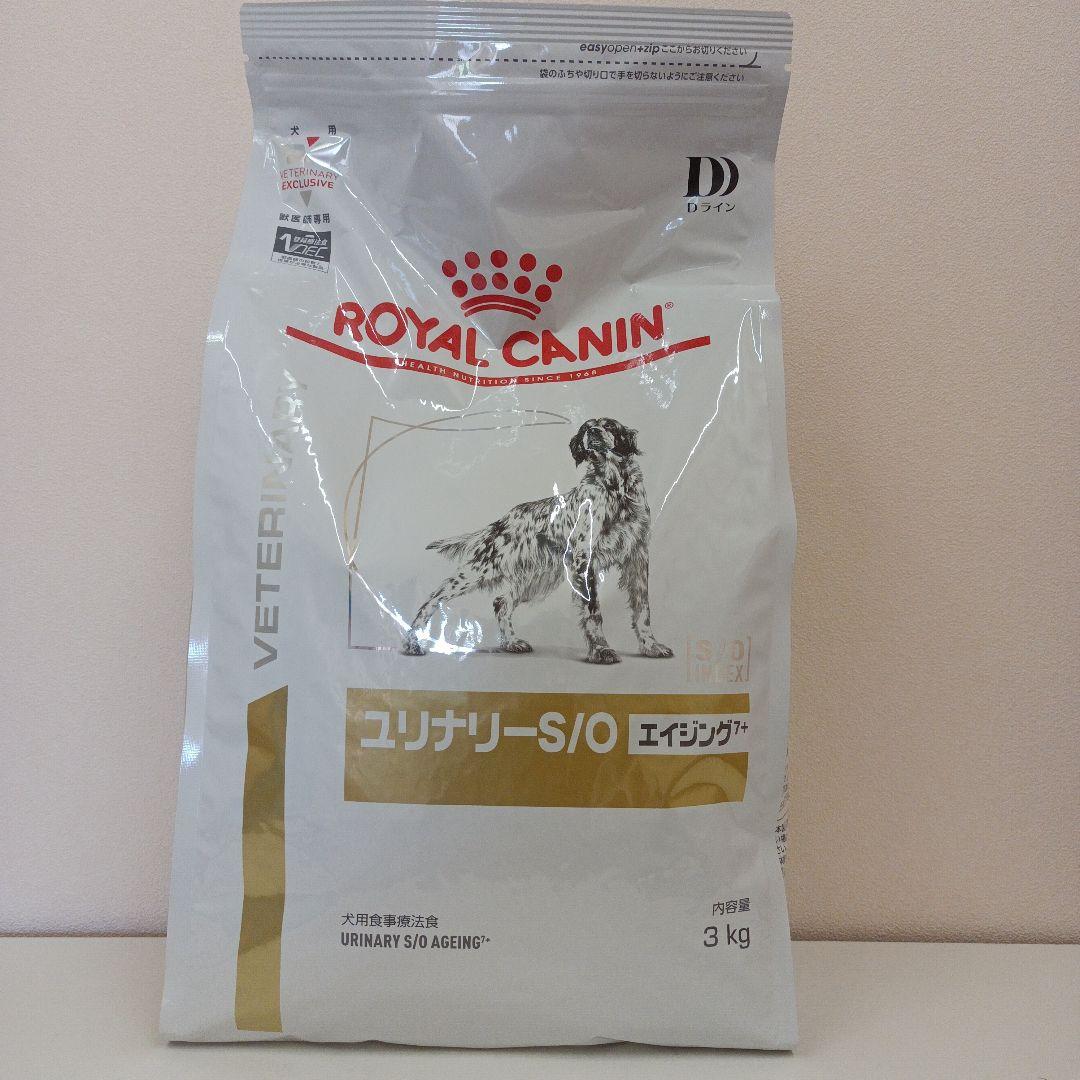 easyopen+zip ここからお切りください
袋のふちや切り口で手を切らないようにご注意ください
犬 用
VETERINARY
EXCLUSIVE
獣医師専用
Dライン
ROYAL CANIN®
HEALTH NUTRITION SINCE 1968
VETERINARY
S/O
INDEX
ユリナリーS/O エイジング7+
犬用食事療法食
URINARY S/O AGEING7+
内容量
3 kg